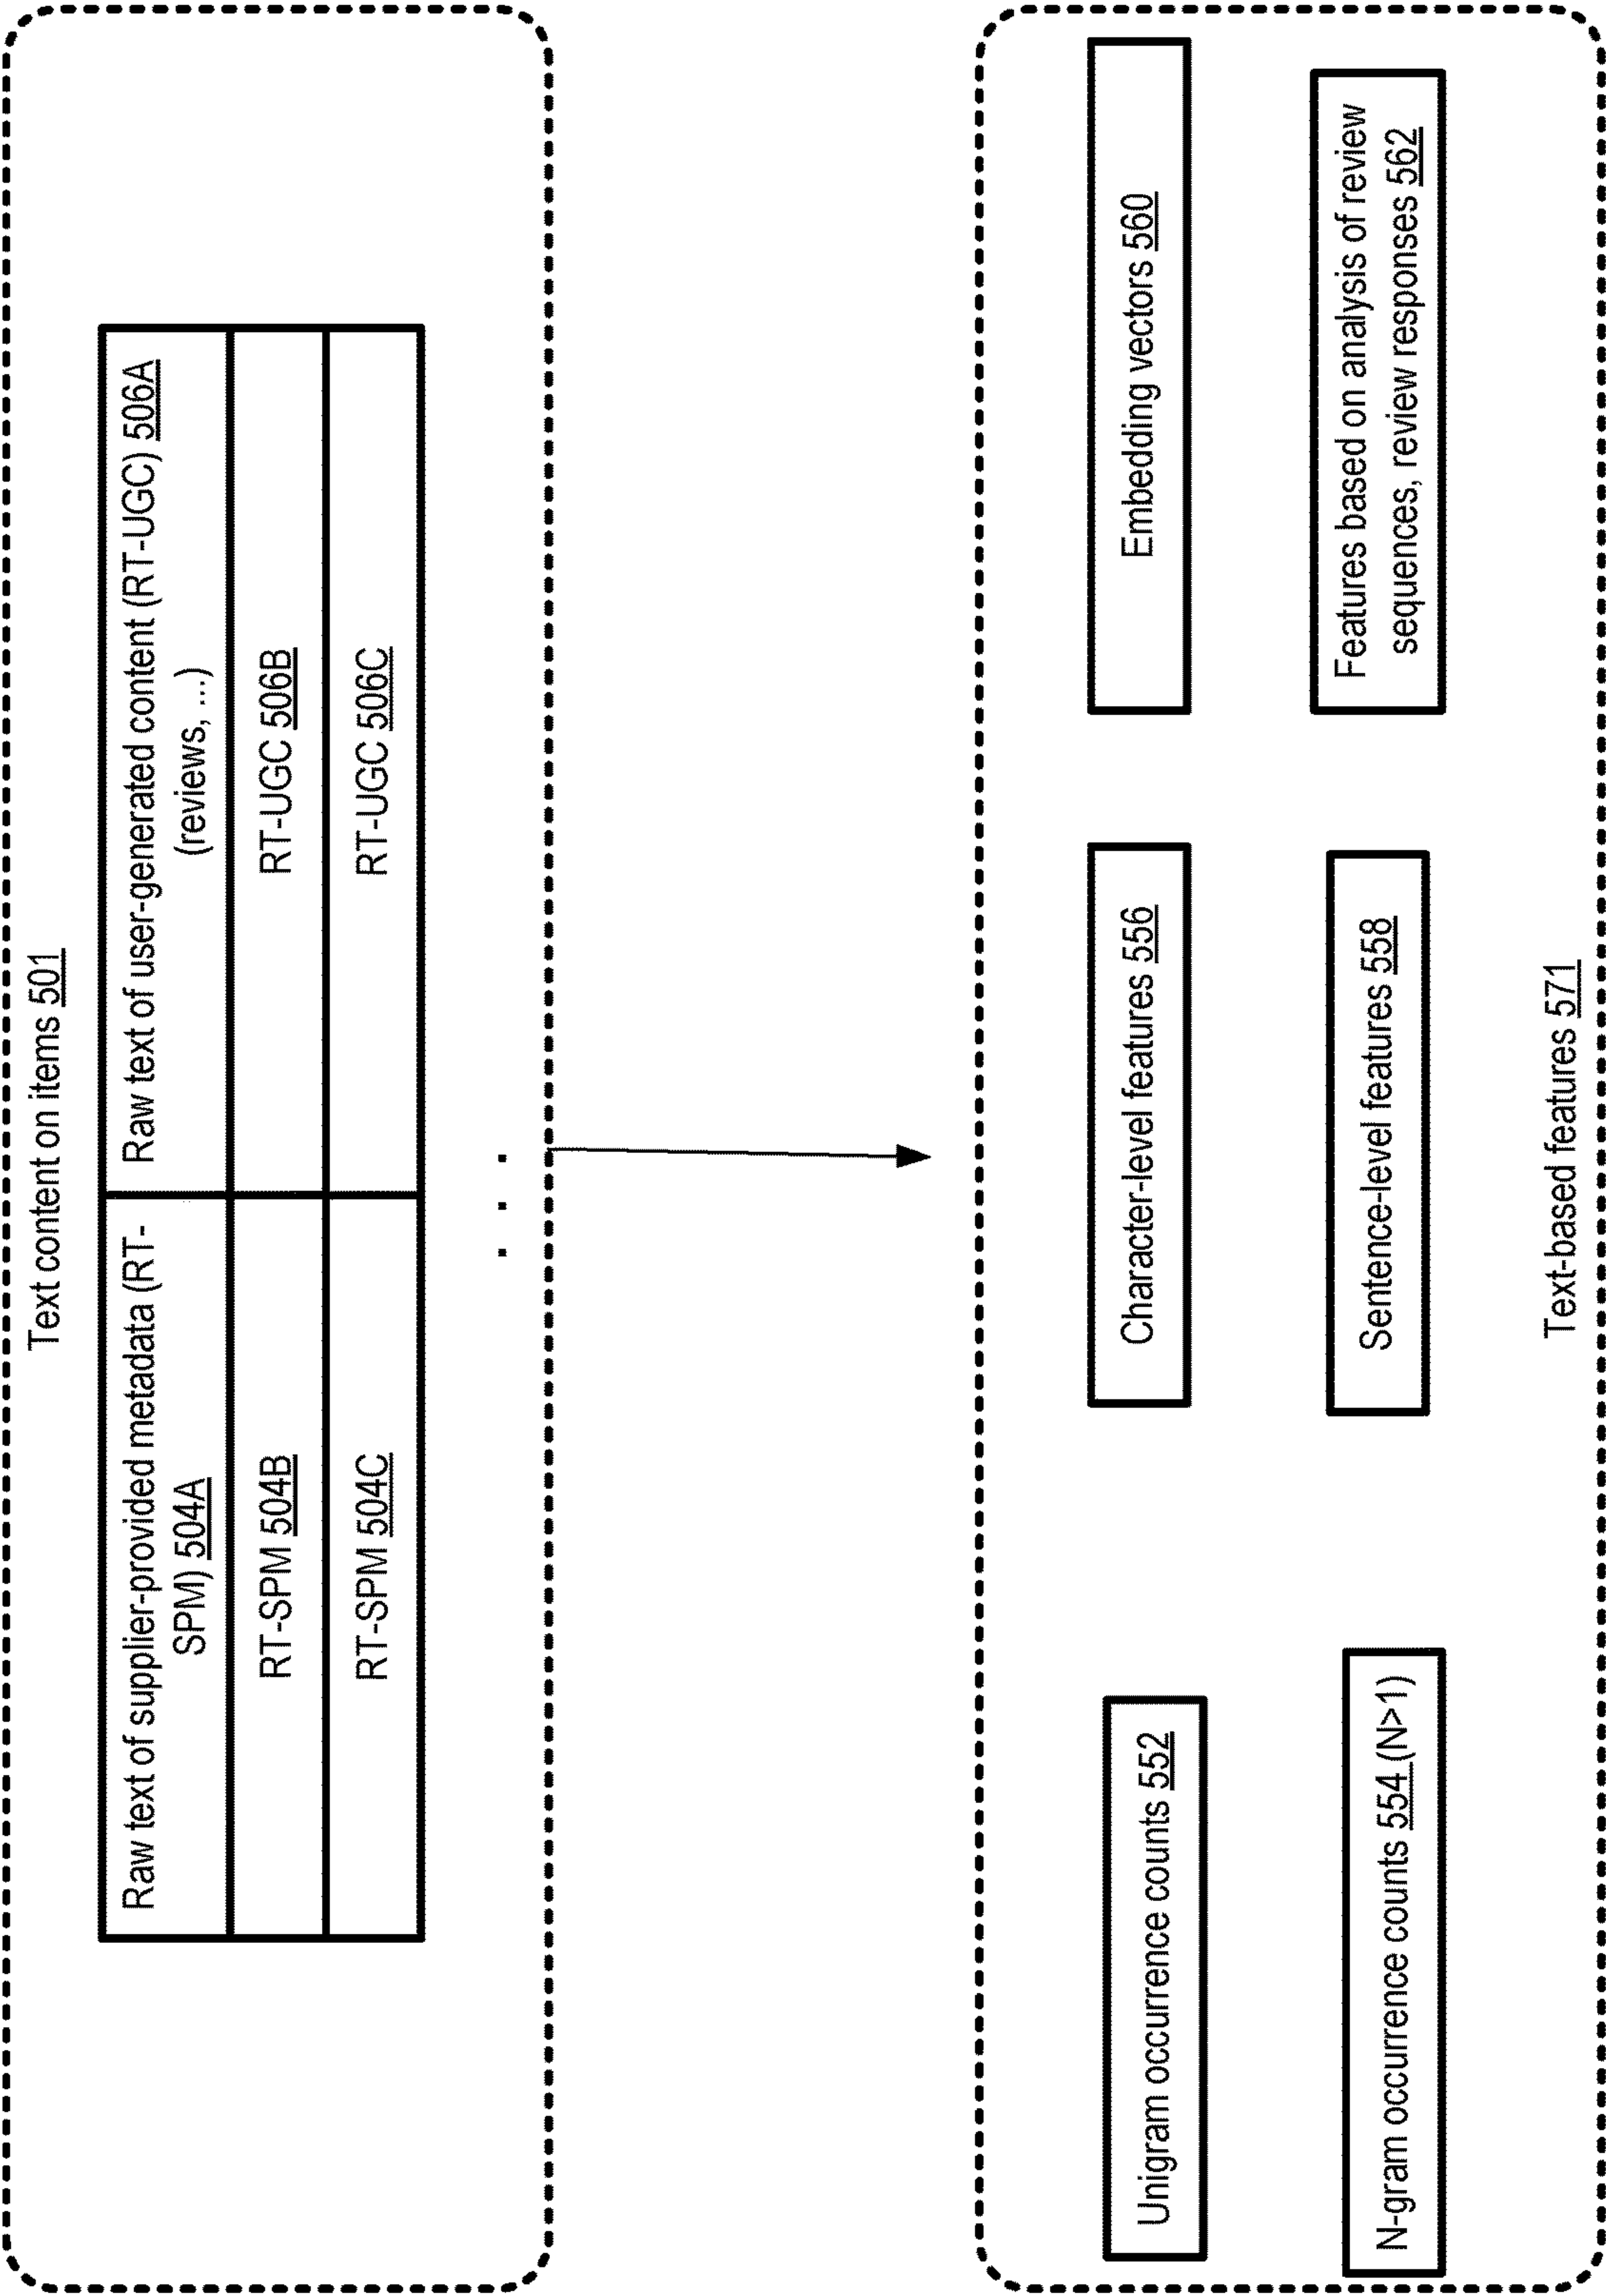 Text content on items 501
Raw text of supplier-provided metadata (RT-
SPM) 504A
Raw text of user-generated content (RT-UGC) 506A
(reviews, ...)
RT-SPM 504B
RT-UGC 506B
RT-SPM 504C
RT-UGC 506C
. . .
Unigram occurrence counts 552
Character-level features 556
Embedding vectors 560
N-gram occurrence counts 554 (N>1)
Sentence-level features 558
Features based on analysis of review
sequences, review responses 562
Text-based features 571